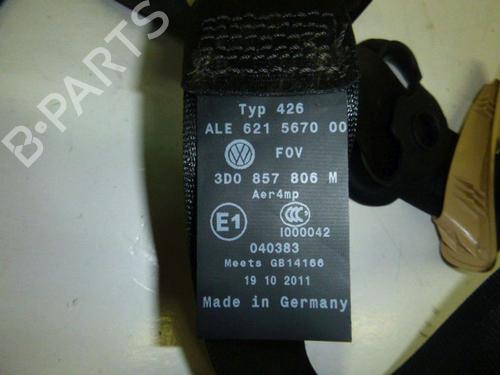 B-PARTS
Typ 426
ALE 621 5670 00
FOV
3D0 857 806 M
Aer4mp
E1
CCC
I000042
040383
Meets GB14166
19 10 2011
Made in Germany